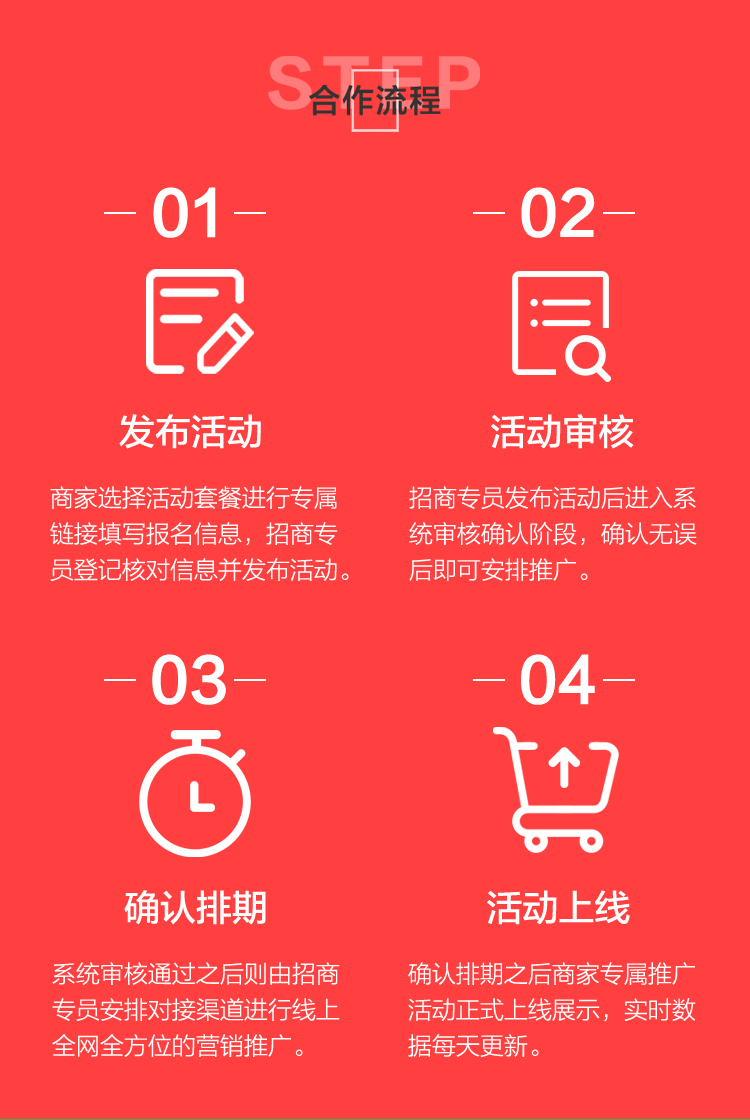 STEP
合作流程
01
发布活动
商家选择活动套餐进行专属
链接填写报名信息，招商专
员登记核对信息并发布活动。
02
活动审核
招商专员发布活动后进入系
统审核确认阶段，确认无误
后即可安排推广。
03
确认排期
系统审核通过之后则由招商
专员安排对接渠道进行线上
全网全方位的营销推广。
04
活动上线
确认排期之后商家专属推广
活动正式上线展示，实时数
据每天更新。